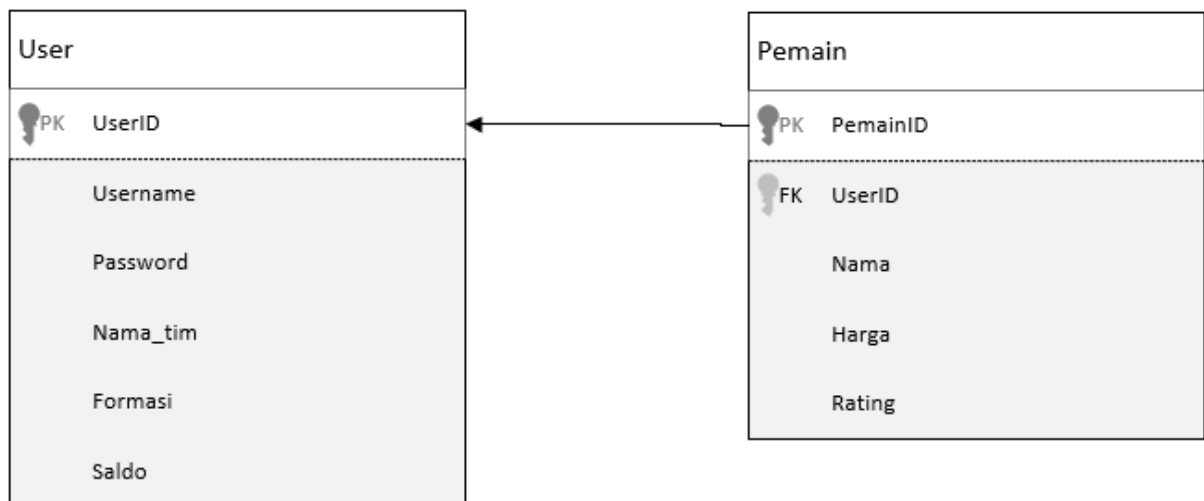 User
PK UserID
Username
Password
Nama_tim
Formasi
Saldo
Pemain
PK PemainID
FK UserID
Nama
Harga
Rating